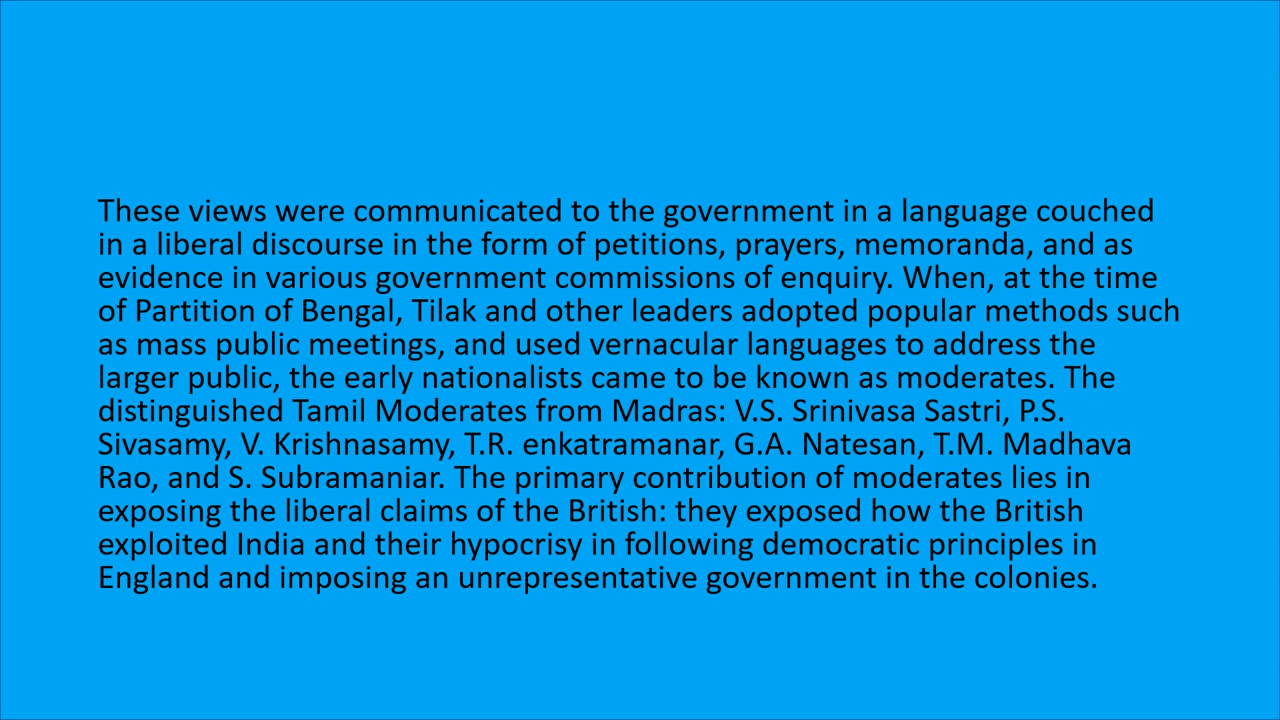 These views were communicated to the government in a language couched
in a liberal discourse in the form of petitions, prayers, memoranda, and as
evidence in various government commissions of enquiry. When, at the time
of Partition of Bengal, Tilak and other leaders adopted popular methods such
as mass public meetings, and used vernacular languages to address the
larger public, the early nationalists came to be known as moderates. The
distinguished Tamil Moderates from Madras: V.S. Srinivasa Sastri, P.S.
Sivasamy, V. Krishnasamy, T.R. enkatramanar, G.A. Natesan, T.M. Madhava
Rao, and S. Subramaniar. The primary contribution of moderates lies in
exposing the liberal claims of the British: they exposed how the British
exploited India and their hypocrisy in following democratic principles in
England and imposing an unrepresentative government in the colonies.